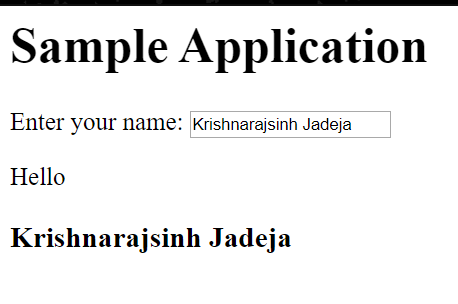 Sample Application
Enter your name: Krishnarajsinh Jadeja
Hello
Krishnarajsinh Jadeja